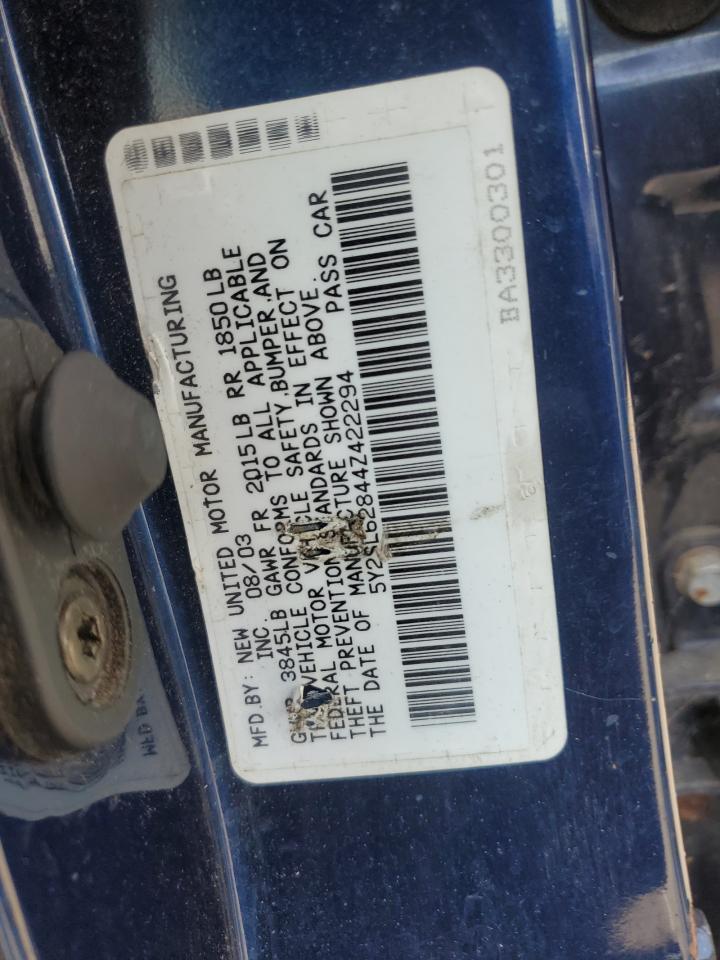 MFD.BY: NEW UNITED MOTOR MANUFACTURING
INC. 08/03
3845LB GAWR FR 2015LB RR 1850LB
VEHICLE CONFORMS TO ALL APPLICABLE
FEDERAL MOTOR SAFETY,BUMPER,AND
THEFT PREVENTION STANDARDS IN EFFECT ON
THE DATE OF MANUFACTURE SHOWN ABOVE.
5Y2SL62844Z422294 PASS CAR
BA3300301